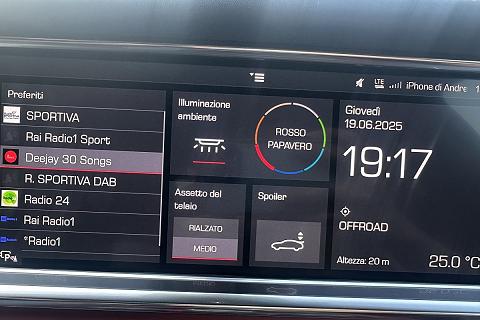 LTE
iPhone di Andre
Preferiti
SPORTIVA
Rai Radio1 Sport
Deejay 30 Songs
R. SPORTIVA DAB
Radio 24
Rai Radio1
*Radio1
Illuminazione
ambiente
ROSSO
PAPAVERO
Assetto del
telaio
RIALZATO
MEDIO
Spoiler
Giovedì
19.06.2025
19:17
OFFROAD
Altezza: 20 m
25.0 °C